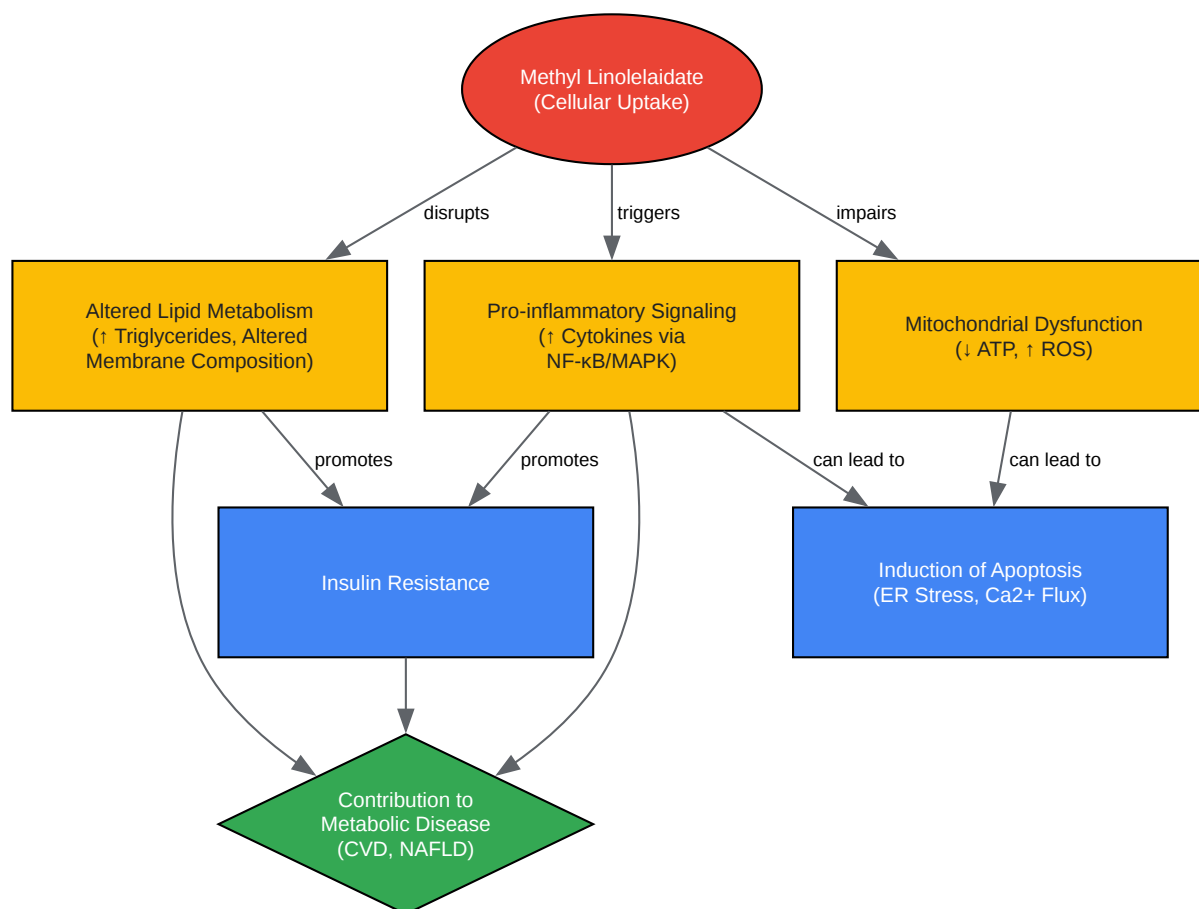 Methyl Linolelaidate
(Cellular Uptake)
disrupts
triggers
impairs
Altered Lipid Metabolism
(↑ Triglycerides, Altered
Membrane Composition)
Pro-inflammatory Signaling
(↑ Cytokines via
NF-κB/MAPK)
Mitochondrial Dysfunction
(↓ ATP, ↑ ROS)
promotes
promotes
can lead to
can lead to
Insulin Resistance
Induction of Apoptosis
(ER Stress, Ca2+ Flux)
Contribution to
Metabolic Disease
(CVD, NAFLD)